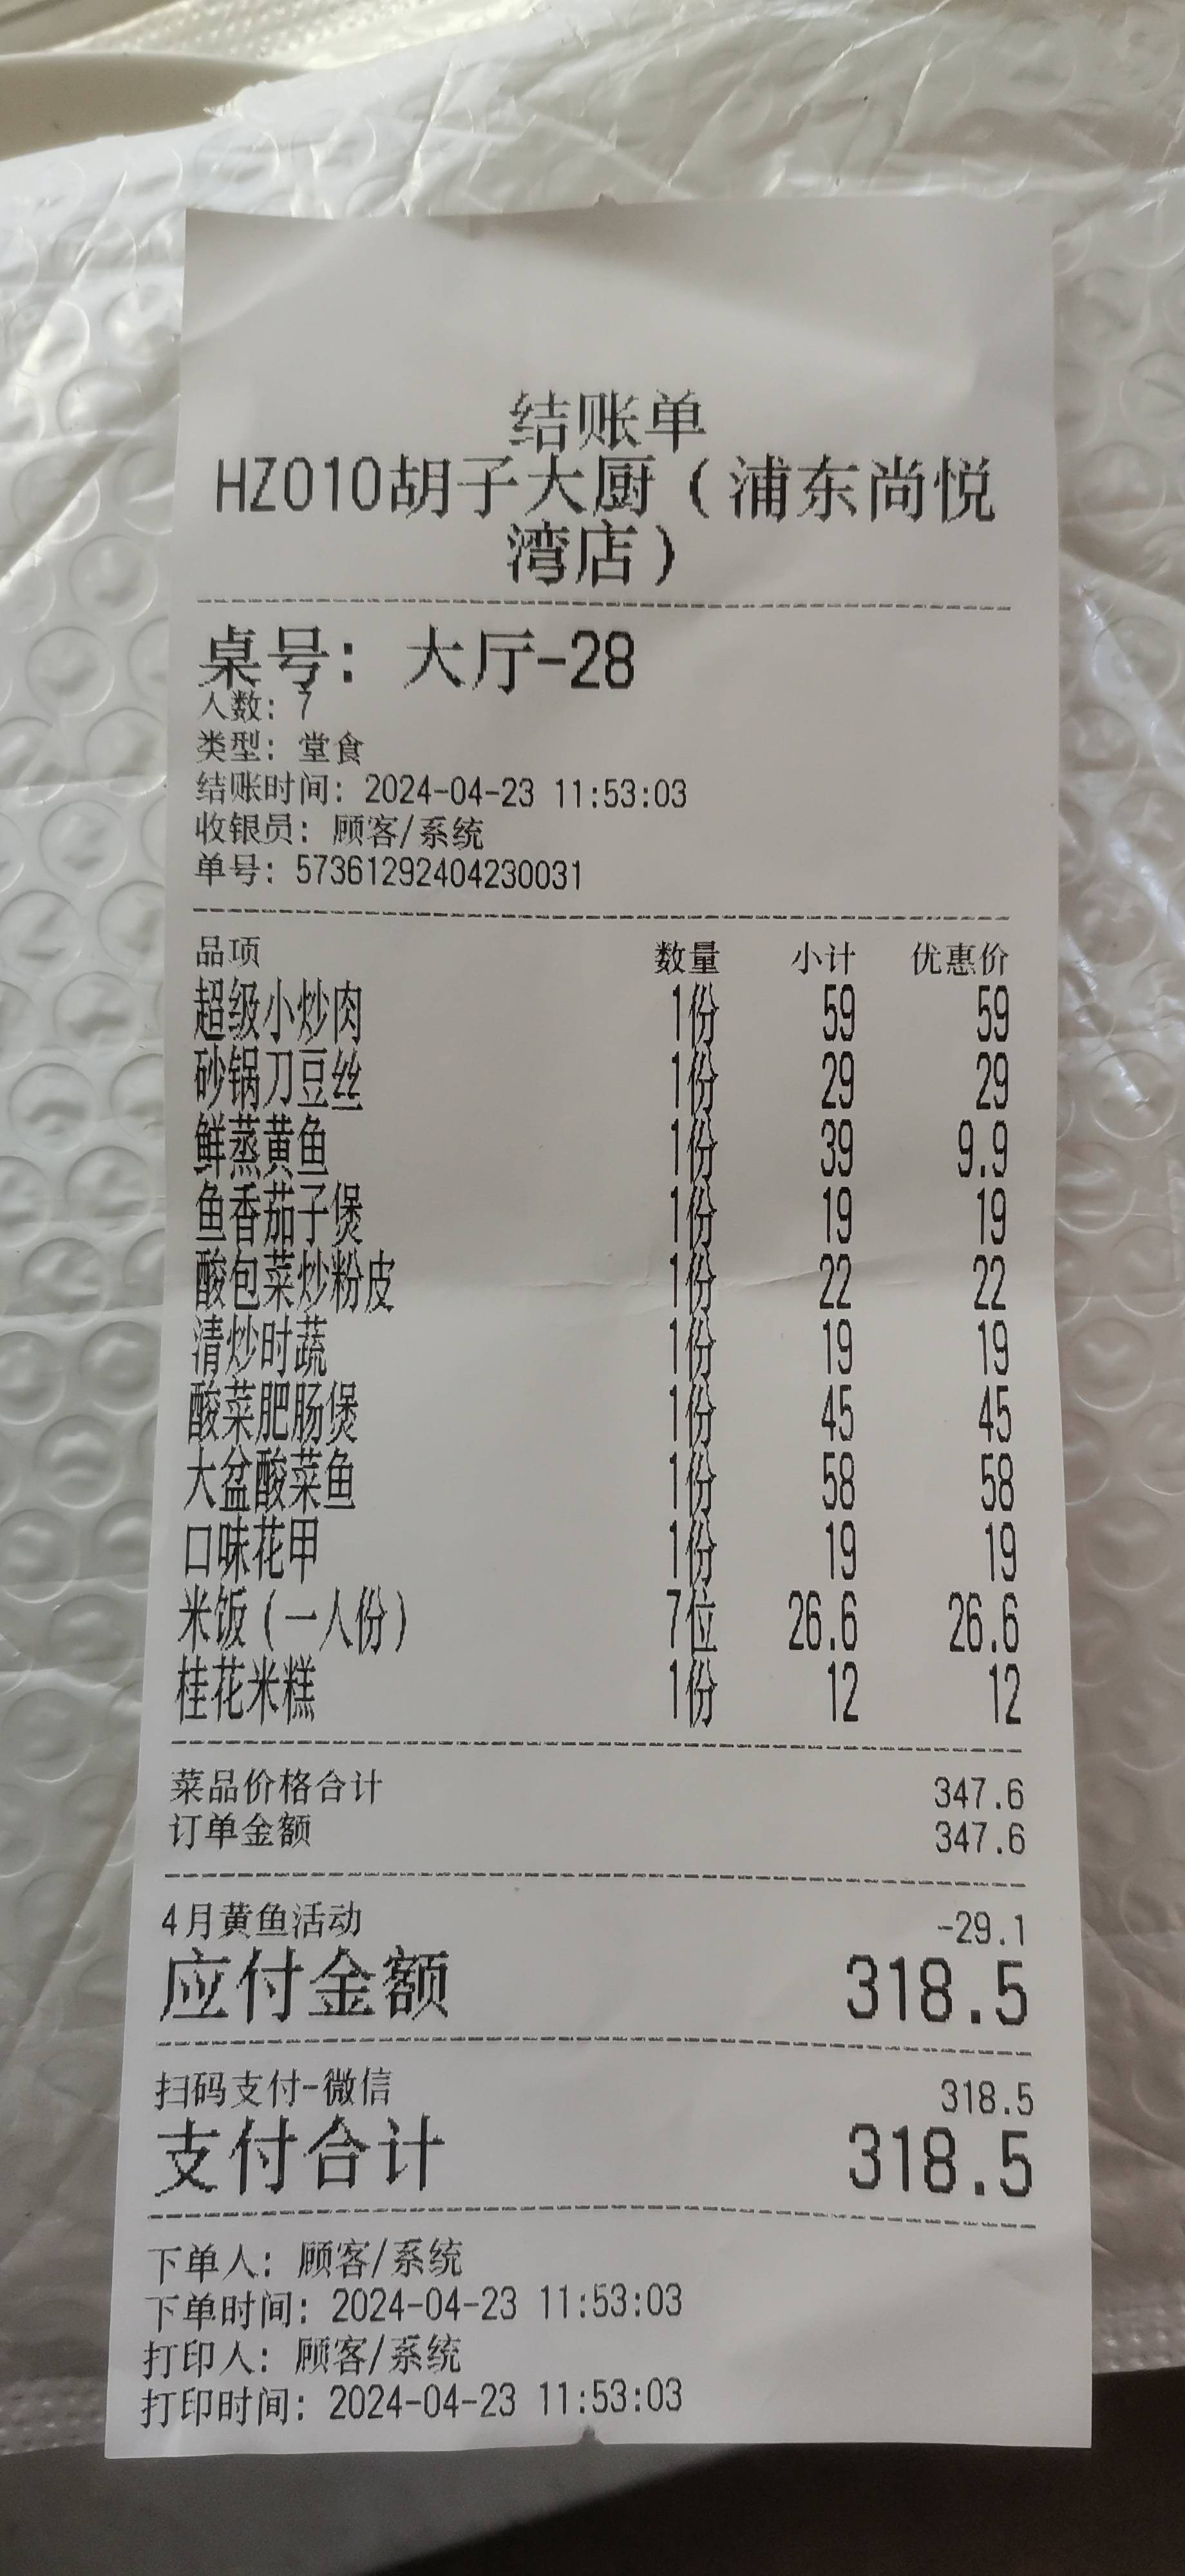 结账单
HZ010胡子大厨(浦东尚悦
湾店)
桌号: 大厅-28
人数: 7
类型: 堂食
结账时间: 2024-04-23 11:53:03
收银员: 顾客/系统
单号: 57361292404230031
品项 数量 小计 优惠价
超级小炒肉 1份 59 59
砂锅刀豆丝 1份 29 29
鲜蒸黄鱼 1份 39 9.9
鱼香茄子煲 1份 19 19
酸包菜炒粉皮 1份 22 22
清炒时蔬 1份 19 19
酸菜肥肠煲 1份 45 45
大盆酸菜鱼 1份 58 58
口味花甲 1份 19 19
米饭(一人份) 7位 26.6 26.6
桂花米糕 1份 12 12
菜品价格合计 347.6
订单金额 347.6
4月黄鱼活动 -29.1
应付金额 318.5
扫码支付-微信 318.5
支付合计 318.5
下单人: 顾客/系统
下单时间: 2024-04-23 11:53:03
打印人: 顾客/系统
打印时间: 2024-04-23 11:53:03